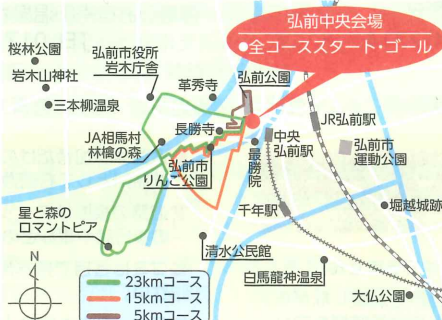 弘前中央会場
●全コーススタート・ゴール
桜林公園
岩木山神社
三本柳温泉
弘前市役所
岩木庁舎
革秀寺
弘前公園
JR弘前駅
長勝寺
JA相馬村
林檎の森
弘前市
りんご公園
最勝院
中央
弘前駅
弘前市
運動公園
星と森の
ロマントピア
千年駅
堀越城跡
清水公民館
白馬龍神温泉
大仏公園
N
23kmコース
15kmコース
5kmコース